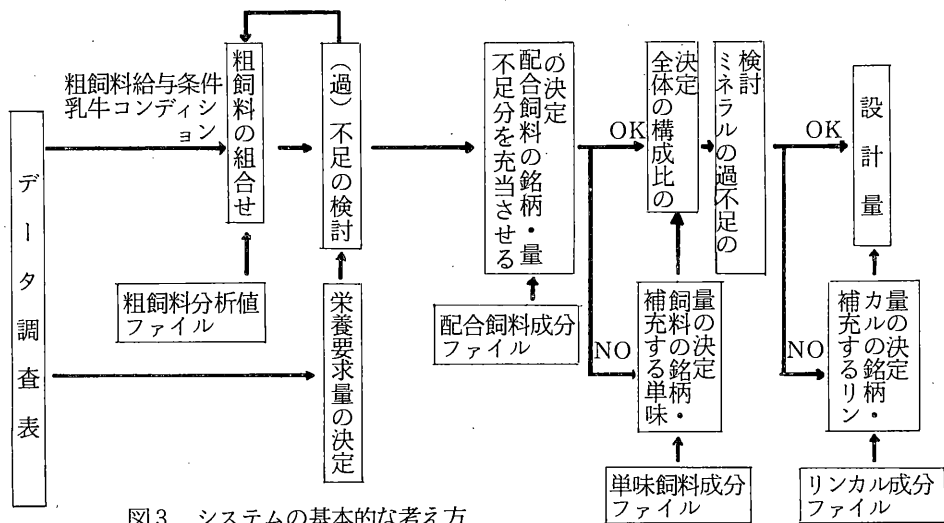 データ調査表
粗飼料給与条件
乳牛コンディシ
ョン
粗飼料の組合せ
粗飼料分析値
ファイル
（過）不足の検討
栄養要求量の決定
不足分を充当させる
配合飼料の銘柄・量
の決定
配合飼料成分
ファイル
OK
NO
全体の構成比の
決定
補充する単味
飼料の銘柄・
量の決定
単味飼料成分
ファイル
ミネラルの過不足の
検討
OK
NO
設計量
補充するリン
カルの銘柄・
量の決定
リンカル成分
ファイル
図3 システムの基本的な考え方